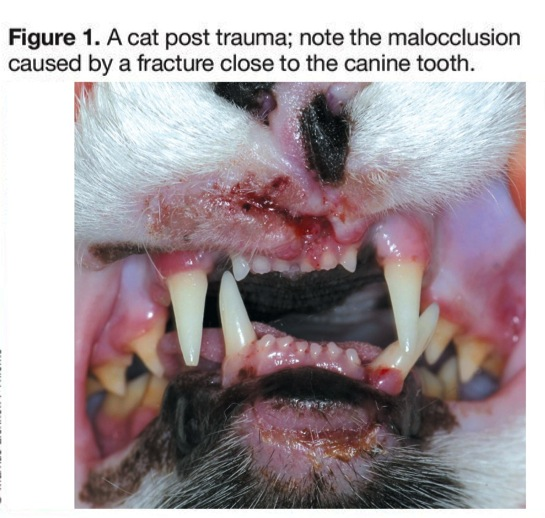 Figure 1. A cat post trauma; note the malocclusion
caused by a fracture close to the canine tooth.